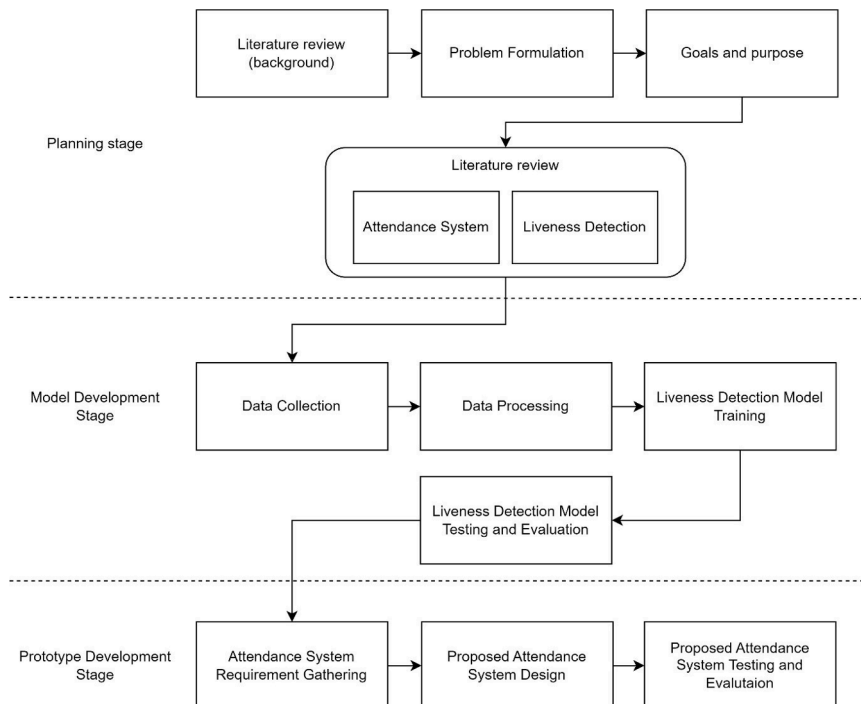 Literature review
(background)
Problem Formulation
Goals and purpose
Planning stage
Literature review
Attendance System
Liveness Detection
Model Development
Stage
Data Collection
Data Processing
Liveness Detection Model
Training
Liveness Detection Model
Testing and Evaluation
Prototype Development
Stage
Attendance System
Requirement Gathering
Proposed Attendance
System Design
Proposed Attendance
System Testing and
Evalutaion